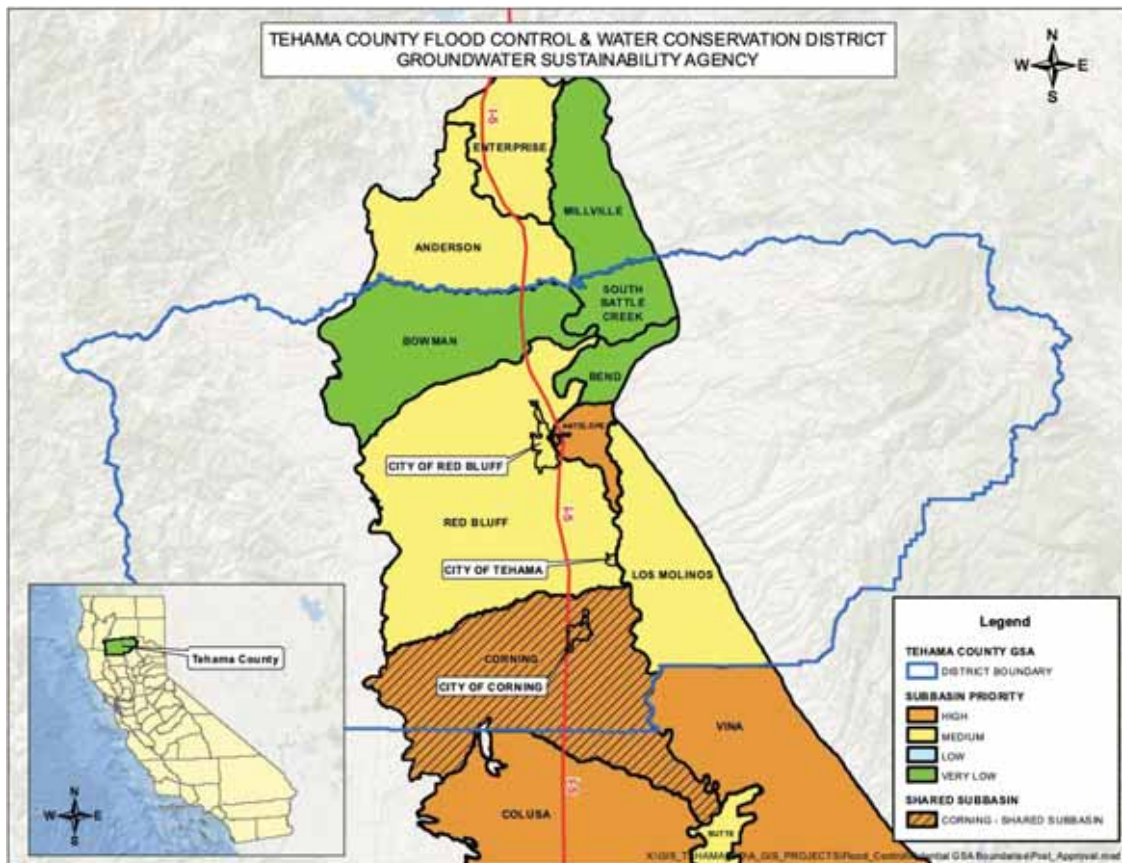 TEHAMA COUNTY FLOOD CONTROL & WATER CONSERVATION DISTRICT
GROUNDWATER SUSTAINABILITY AGENCY
N
W E
S
I-5
ENTERPRISE
MILLVILLE
ANDERSON
SOUTH
BATTLE
CREEK
BOWMAN
BEND
ANTELOPE
CITY OF RED BLUFF
RED BLUFF
I-5
CITY OF TEHAMA
LOS MOLINOS
CORNING
CITY OF CORNING
VINA
I-5
COLUSA
BUTTE
Tehama County
N
W E
S
Legend
TEHAMA COUNTY GSA
DISTRICT BOUNDARY
SUBBASIN PRIORITY
HIGH
MEDIUM
LOW
VERY LOW
SHARED SUBBASIN
CORNING - SHARED SUBBASIN